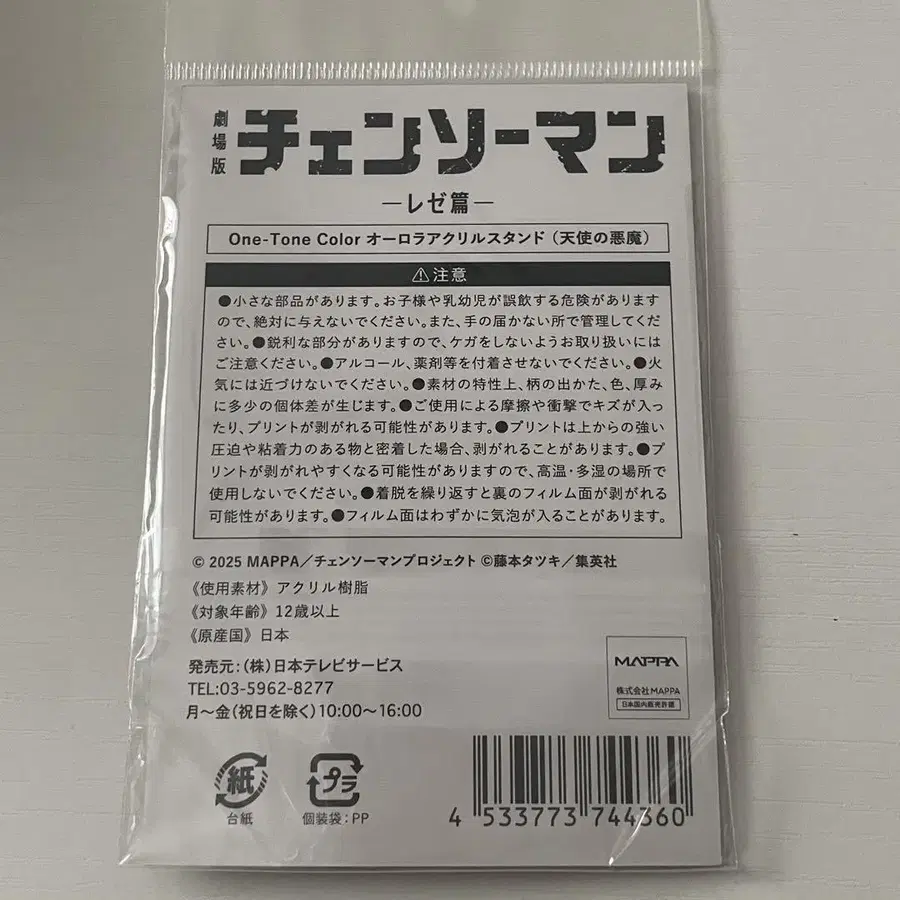 劇場版
チェンソーマン
―レゼ篇―
One-Tone Color オーロラアクリルスタンド（天使の悪魔）
⚠注意
●小さな部品があります。お子様や乳幼児が誤飲する危険があります
ので、絶対に与えないでください。また、手の届かない所で管理してくだ
さい。●鋭利な部分がありますので、ケガをしないようお取り扱いには
ご注意ください。●アルコール、薬剤等を付着させないでください。●火
気には近づけないでください。●素材の特性上、柄の出かた、色、厚み
に多少の個体差が生じます。●ご使用による摩擦や衝撃でキズが入っ
たり、プリントが剥がれる可能性があります。●プリントは上からの強い
圧迫や粘着力のある物と密着した場合、剥がれることがあります。●プ
リントが剥がれやすくなる可能性がありますので、高温・多湿の場所で
使用しないでください。●着脱を繰り返すと裏のフィルム面が剥がれる
可能性があります。●フィルム面はわずかに気泡が入ることがあります。
© 2025 MAPPA／チェンソーマンプロジェクト ©藤本タツキ／集英社
《使用素材》アクリル樹脂
《対象年齢》12歳以上
《原産国》日本
発売元：（株）日本テレビサービス
TEL:03-5962-8277
月～金（祝日を除く）10:00～16:00
MAPPA
株式会社MAPPA
日本国内販売許諾
紙
台紙
プラ
個装袋：PP
4 533773 744360